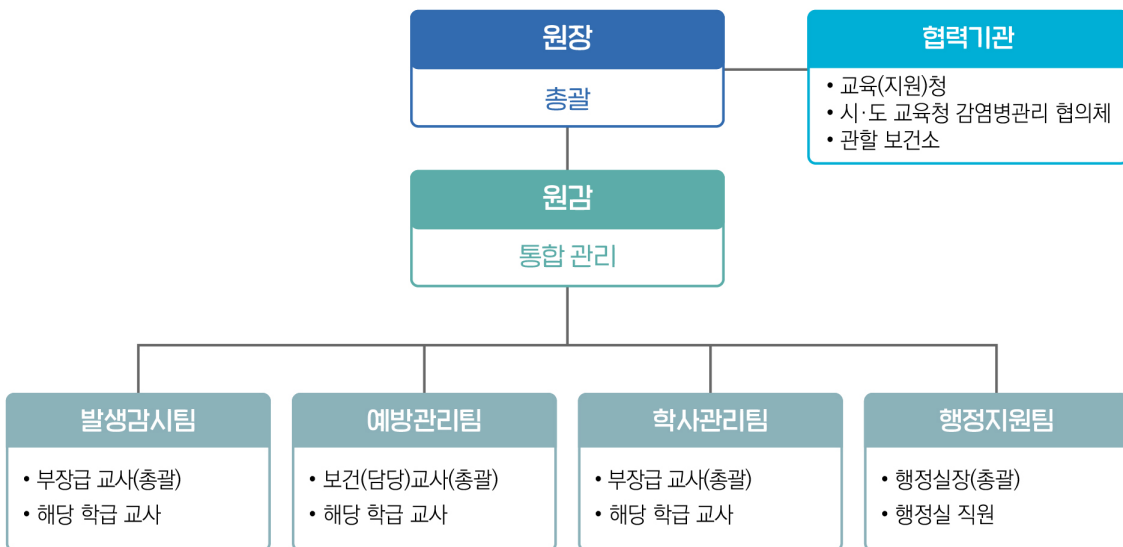 원장
총괄
협력기관
• 교육(지원)청
• 시·도 교육청 감염병관리 협의체
• 관할 보건소
원감
통합 관리
발생감시팀
• 부장급 교사(총괄)
• 해당 학급 교사
예방관리팀
• 보건(담당)교사(총괄)
• 해당 학급 교사
학사관리팀
• 부장급 교사(총괄)
• 해당 학급 교사
행정지원팀
• 행정실장(총괄)
• 행정실 직원